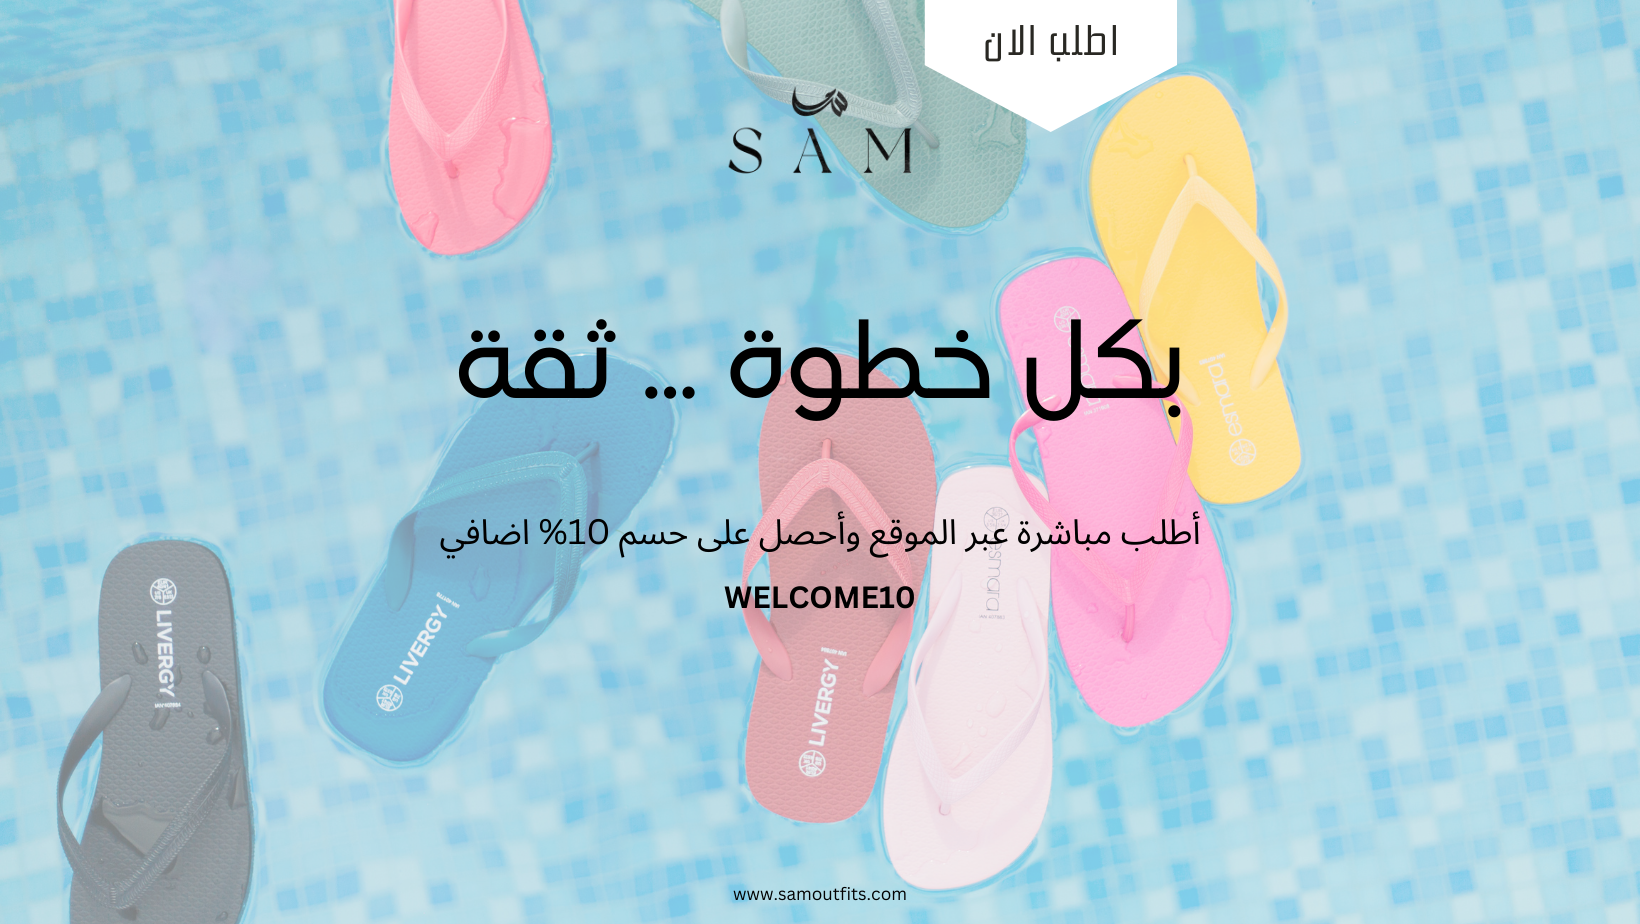 اطلب الان
SAM
بكل خطوة ... ثقة
أطلب مباشرة عبر الموقع وأحصل على حسم 10% اضافي
WELCOME10
esmara
esmara
LIVERGY
LIVERGY
LIVERGY
www.samoutfits.com